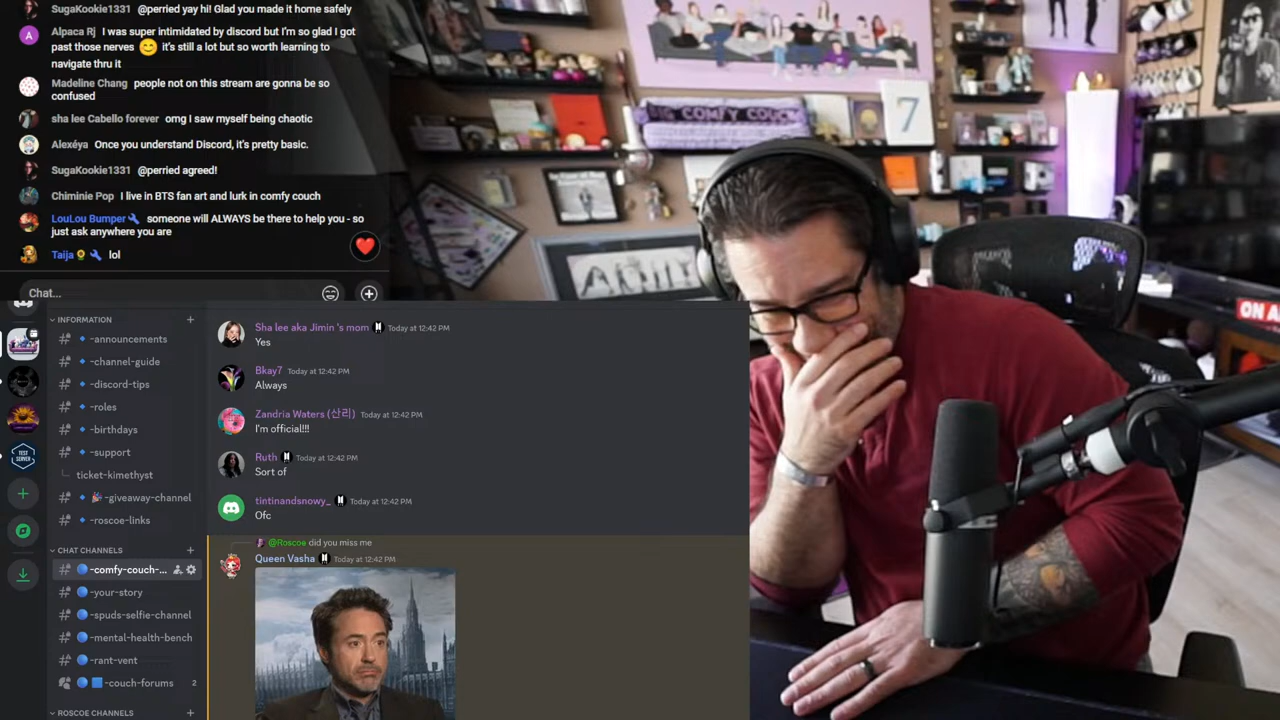 SugaKookie1331 @perried yay hi! Glad you made it home safely
Alpaca Rj I was super intimidated by discord but I'm so glad I got
past those nerves 😊 it's still a lot but so worth learning to
navigate thru it
Madeline Chang people not on this stream are gonna be so
confused
sha lee Cabello forever omg I saw myself being chaotic
Alexéya Once you understand Discord, it's pretty basic.
SugaKookie1331 @perried agreed!
Chiminie Pop I live in BTS fan art and lurk in comfy couch
LouLou Bumper someone will ALWAYS be there to help you - so
just ask anywhere you are
Taija lol
Chat...
INFORMATION
-announcements
-channel-guide
-discord-tips
-roles
-birthdays
-support
ticket-kimethyst
-giveaway-channel
-roscoe-links
CHAT CHANNELS
-comfy-couch-...
-your-story
-spuds-selfie-channel
-mental-health-bench
-rant-vent
-couch-forums 2
ROSCOE CHANNELS
TEST
SERVER
Sha lee aka Jimin 's mom Today at 12:42 PM
Yes
Bkay7 Today at 12:42 PM
Always
Zandria Waters (산리) Today at 12:42 PM
I'm official!!!
Ruth Today at 12:42 PM
Sort of
tintinandsnowy_ Today at 12:42 PM
Ofc
@Roscoe did you miss me
Queen Vasha Today at 12:42 PM
BIG COMFY COUCH
7
ARMY
ON A